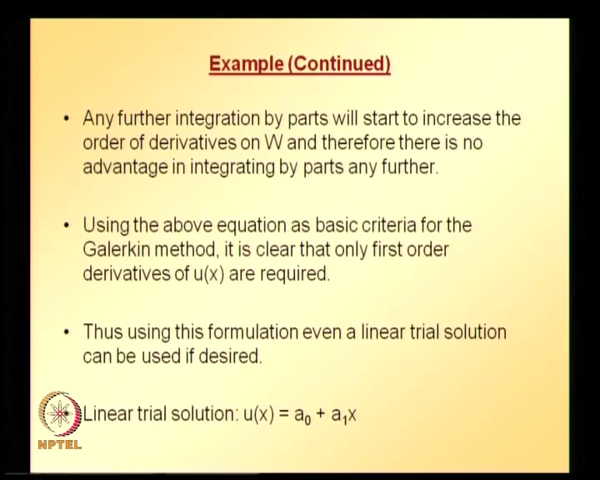 Example (Continued)
• Any further integration by parts will start to increase the
order of derivatives on W and therefore there is no
advantage in integrating by parts any further.
• Using the above equation as basic criteria for the
Galerkin method, it is clear that only first order
derivatives of u(x) are required.
• Thus using this formulation even a linear trial solution
can be used if desired.
Linear trial solution: u(x) = a₀ + a₁x
NPTEL